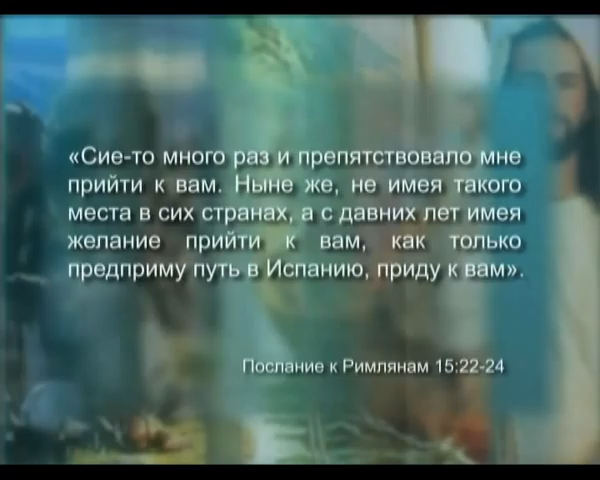 «Сие-то много раз и препятствовало мне
прийти к вам. Ныне же, не имея такого
места в сих странах, а с давних лет имея
желание прийти к вам, как только
предприму путь в Испанию, приду к вам».
Послание к Римлянам 15:22-24